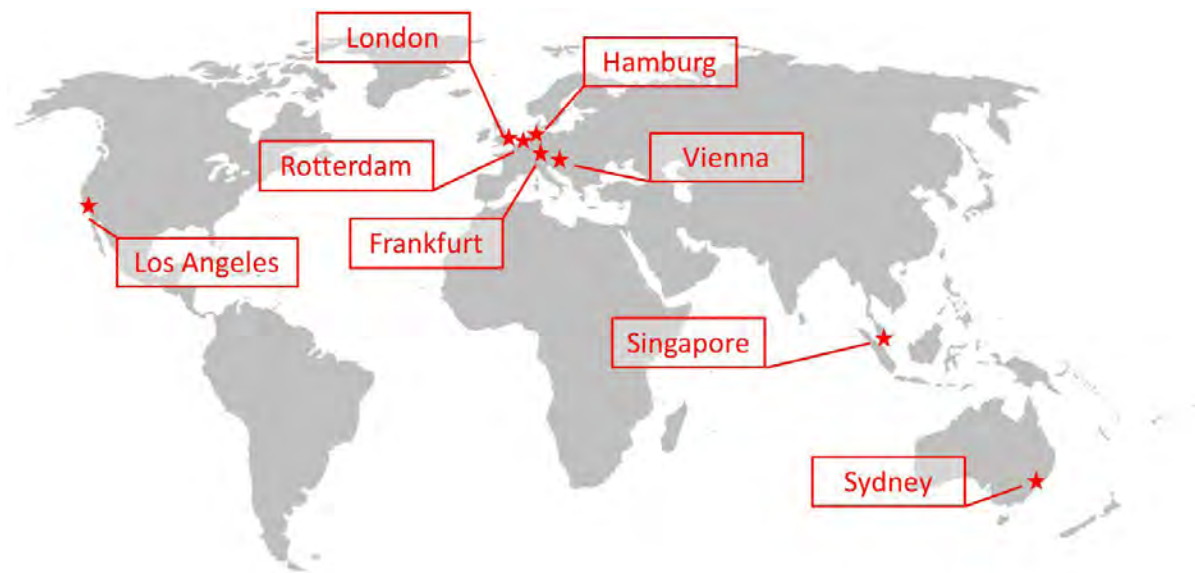 London
Hamburg
Rotterdam
Vienna
Frankfurt
Los Angeles
Singapore
Sydney